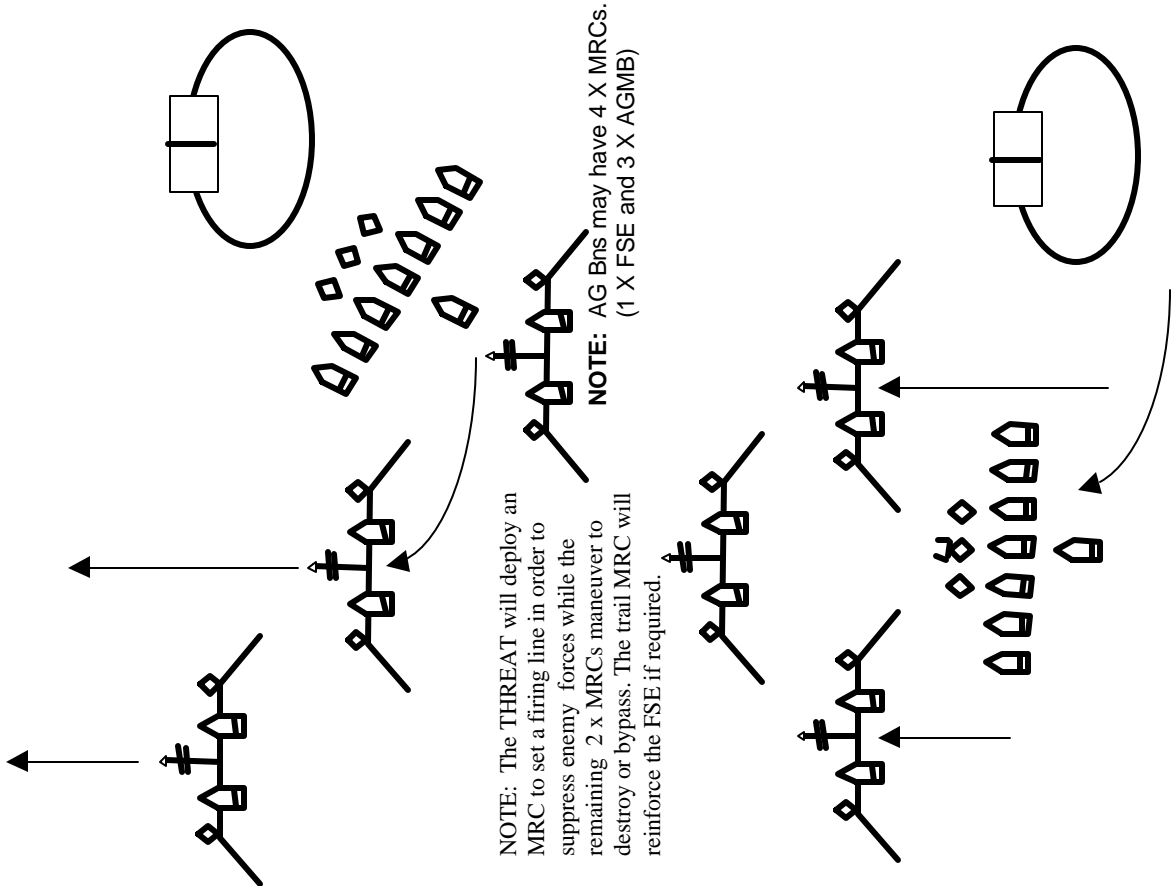 NOTE: AG Bns may have 4 X MRCs.
(1 X FSE and 3 X AGMB)
NOTE: The THREAT will deploy an
MRC to set a firing line in order to
suppress enemy forces while the
remaining 2 x MRCs maneuver to
destroy or bypass. The trail MRC will
reinforce the FSE if required.